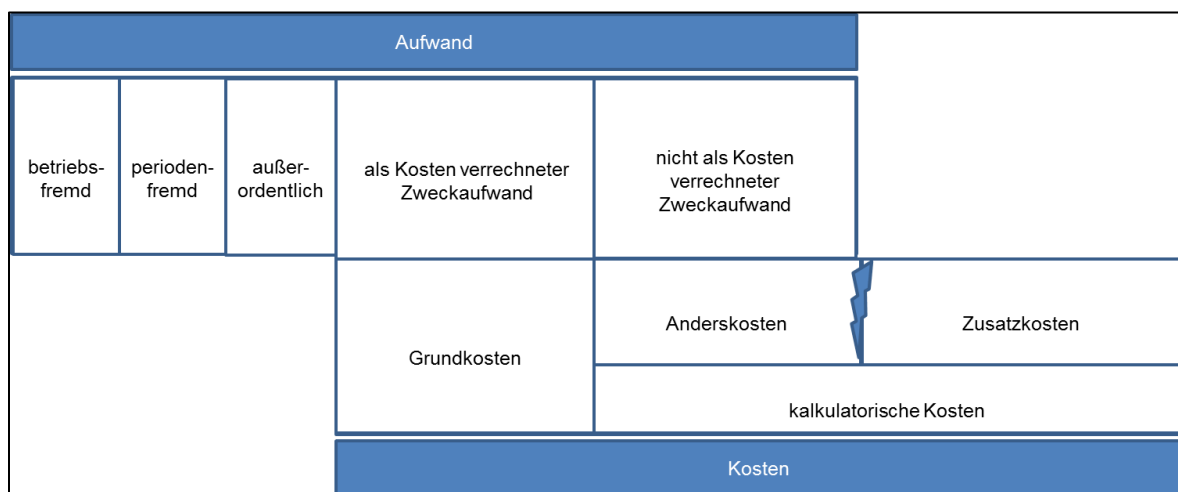 Aufwand
betriebs-
fremd
perioden-
fremd
außer-
ordentlich
als Kosten verrechneter
Zweckaufwand
nicht als Kosten
verrechneter
Zweckaufwand
Grundkosten
Anderskosten
Zusatzkosten
kalkulatorische Kosten
Kosten